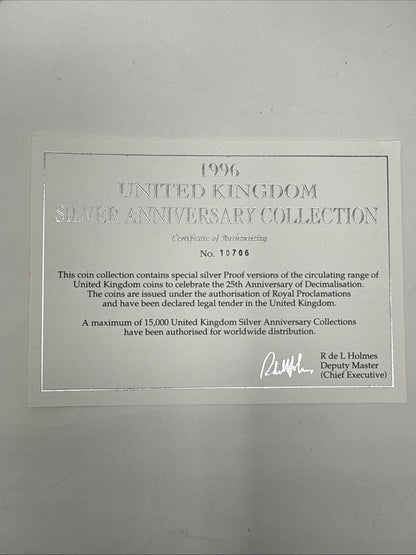 1996
UNITED KINGDOM
SILVER ANNIVERSARY COLLECTION
Certificate of Authenticity
No. 10706
This coin collection contains special silver Proof versions of the circulating range of
United Kingdom coins to celebrate the 25th Anniversary of Decimalisation.
The coins are issued under the authorisation of Royal Proclamations
and have been declared legal tender in the United Kingdom.
A maximum of 15,000 United Kingdom Silver Anniversary Collections
have been authorised for worldwide distribution.
R de L Holmes
Deputy Master
(Chief Executive)